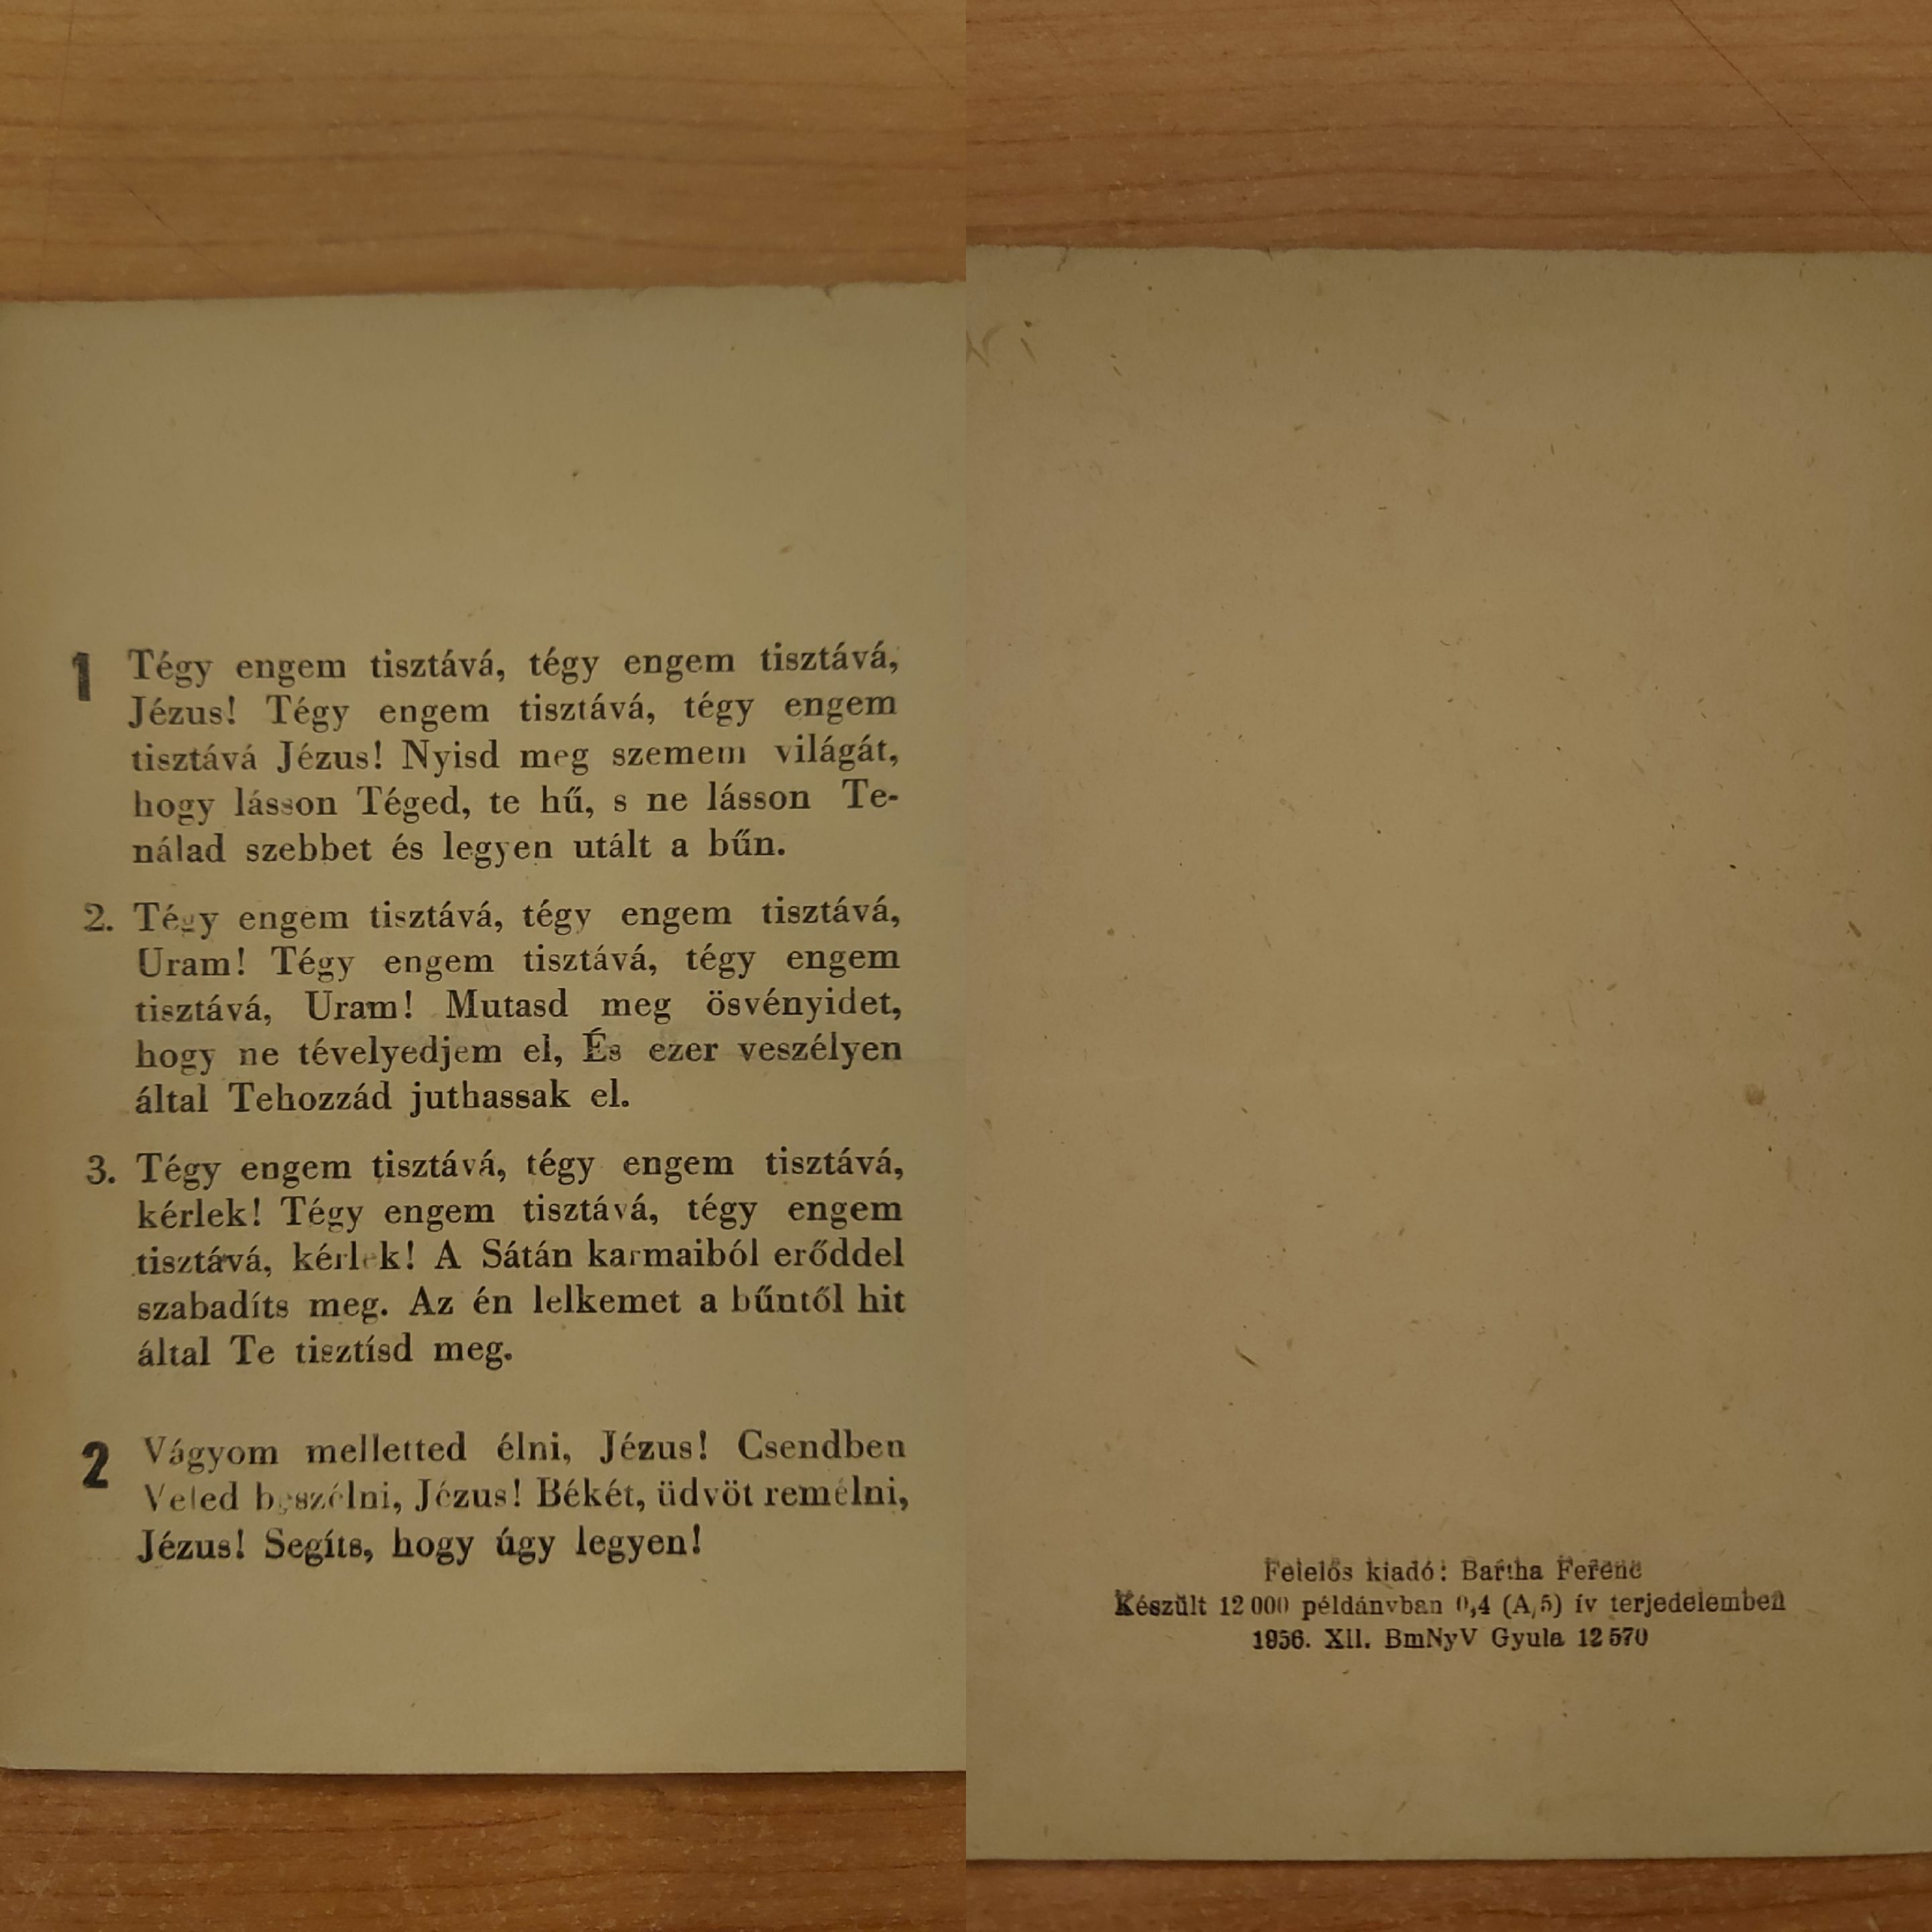 1 Tégy engem tisztává, tégy engem tisztává,
Jézus! Tégy engem tisztává, tégy engem
tisztává Jézus! Nyisd meg szemem világát,
hogy lásson Téged, te hű, s ne lásson Te-
nálad szebbet és legyen utált a bűn.
2. Tégy engem tisztává, tégy engem tisztává,
Uram! Tégy engem tisztává, tégy engem
tisztává, Uram! Mutasd meg ösvényidet,
hogy ne tévelyedjem el, És ezer veszélyen
által Tehozzád juthassak el.
3. Tégy engem tisztává, tégy engem tisztává,
kérlek! Tégy engem tisztává, tégy engem
tisztává, kérlek! A Sátán karmaiból erőddel
szabadíts meg. Az én lelkemet a bűntől hit
által Te tisztísd meg.
2 Vágyom melletted élni, Jézus! Csendben
Veled beszélni, Jézus! Békét, üdvöt remélni,
Jézus! Segíts, hogy úgy legyen!
Felelős kiadó: Bartha Ferenc
Készült 12 000 példányban 0,4 (A/5) ív terjedelemben
1956. XII. BmNyV Gyula 12 570